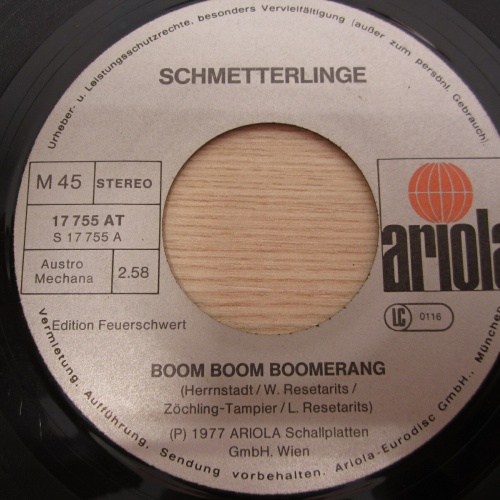 Urheber- u. Leistungsschutzrechte, besonders Vervielfältigung (außer zum persönl. Gebrauch)
SCHMETTERLINGE
M 45 STEREO
17 755 AT
S 17 755 A
Austro
Mechana
2.58
ariola
LC 0116
Edition Feuerschwert
BOOM BOOM BOOMERANG
(Herrnstadt / W. Resetarits /
Zöchling-Tampier / L. Resetarits)
(P) 1977 ARIOLA Schallplatten
GmbH. Wien
Vermietung. Aufführung. Sendung vorbehalten. Ariola-Eurodisc GmbH., München